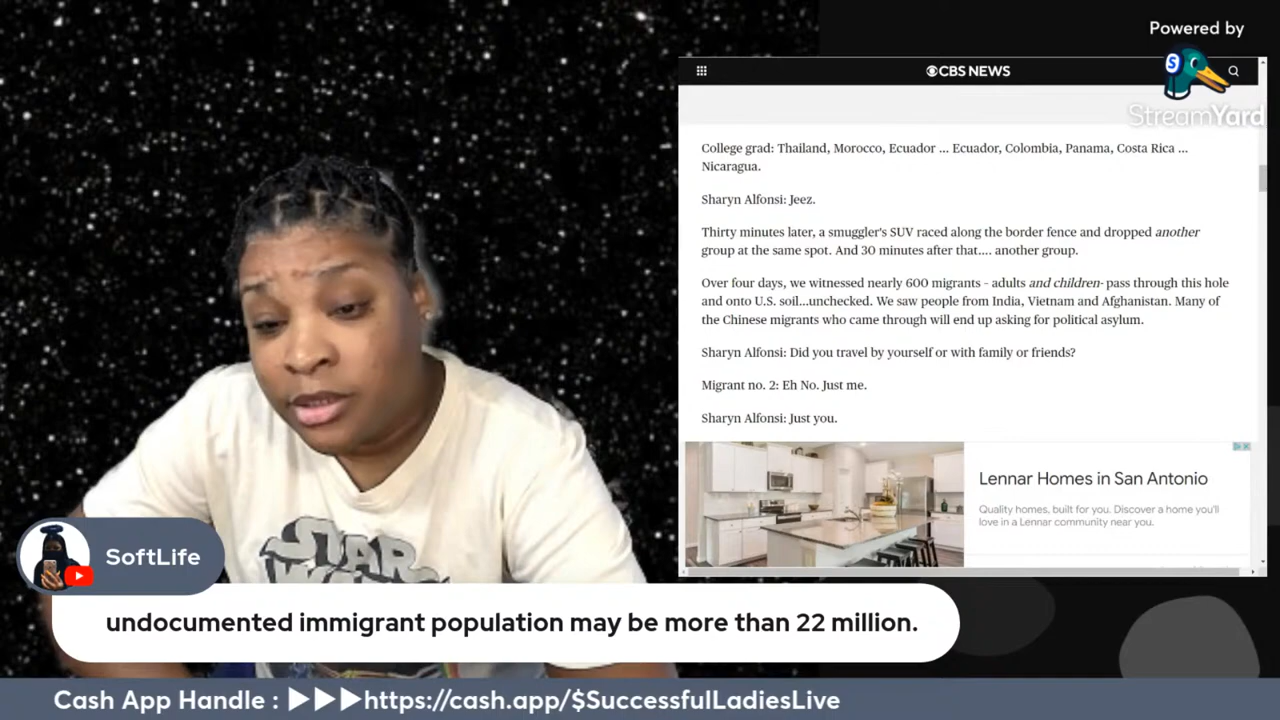 Powered by
StreamYard
CBS NEWS
College grad: Thailand, Morocco, Ecuador ... Ecuador, Colombia, Panama, Costa Rica ...
Nicaragua.
Sharyn Alfonsi: Jeez.
Thirty minutes later, a smuggler's SUV raced along the border fence and dropped another
group at the same spot. And 30 minutes after that.... another group.
Over four days, we witnessed nearly 600 migrants - adults and children- pass through this hole
and onto U.S. soil...unchecked. We saw people from India, Vietnam and Afghanistan. Many of
the Chinese migrants who came through will end up asking for political asylum.
Sharyn Alfonsi: Did you travel by yourself or with family or friends?
Migrant no. 2: Eh No. Just me.
Sharyn Alfonsi: Just you.
Lennar Homes in San Antonio
Quality homes, built for you. Discover a home you'll
love in a Lennar community near you.
STAR
SoftLife
undocumented immigrant population may be more than 22 million.
Cash App Handle : ▶▶▶https://cash.app/$SuccessfulLadiesLive